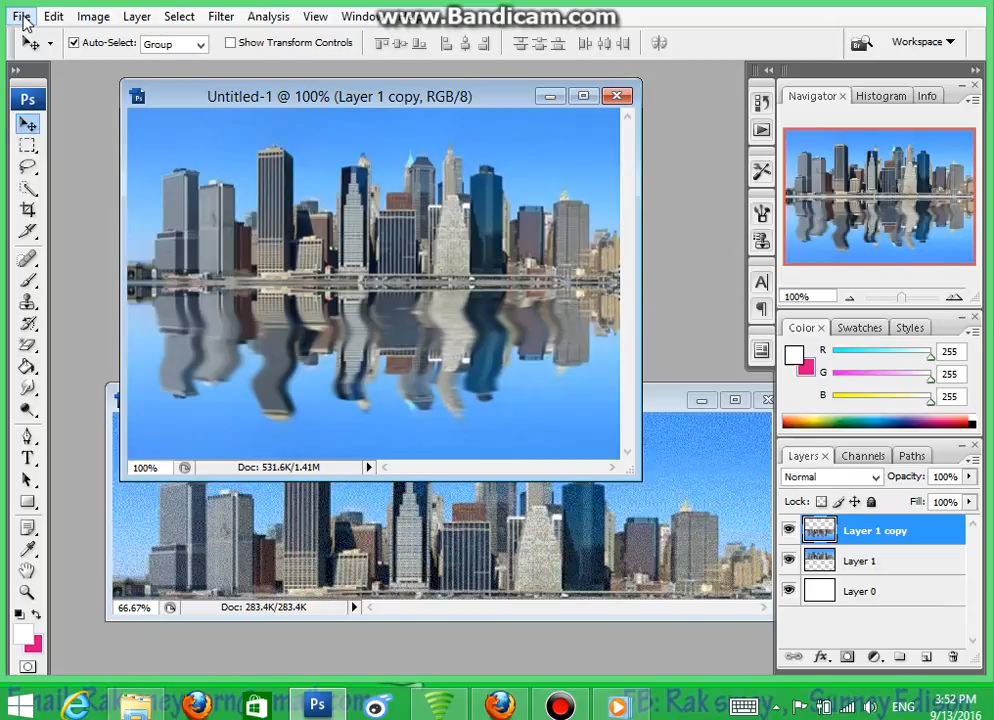 File Edit Image Layer Select Filter Analysis View Window
www.Bandicam.com
Auto-Select: Group Show Transform Controls Workspace
Ps
Untitled-1 @ 100% (Layer 1 copy, RGB/8)
Navigator Histogram Info
100%
Color Swatches Styles
R 255
G 255
B 255
100% Doc: 531.6K/1.41M
Layers Channels Paths
Normal Opacity: 100%
Lock: Fill: 100%
Layer 1 copy
Layer 1
Layer 0
66.67% Doc: 283.4K/283.4K
T
A
Ps
ENG
3:52 PM
9/13/2016